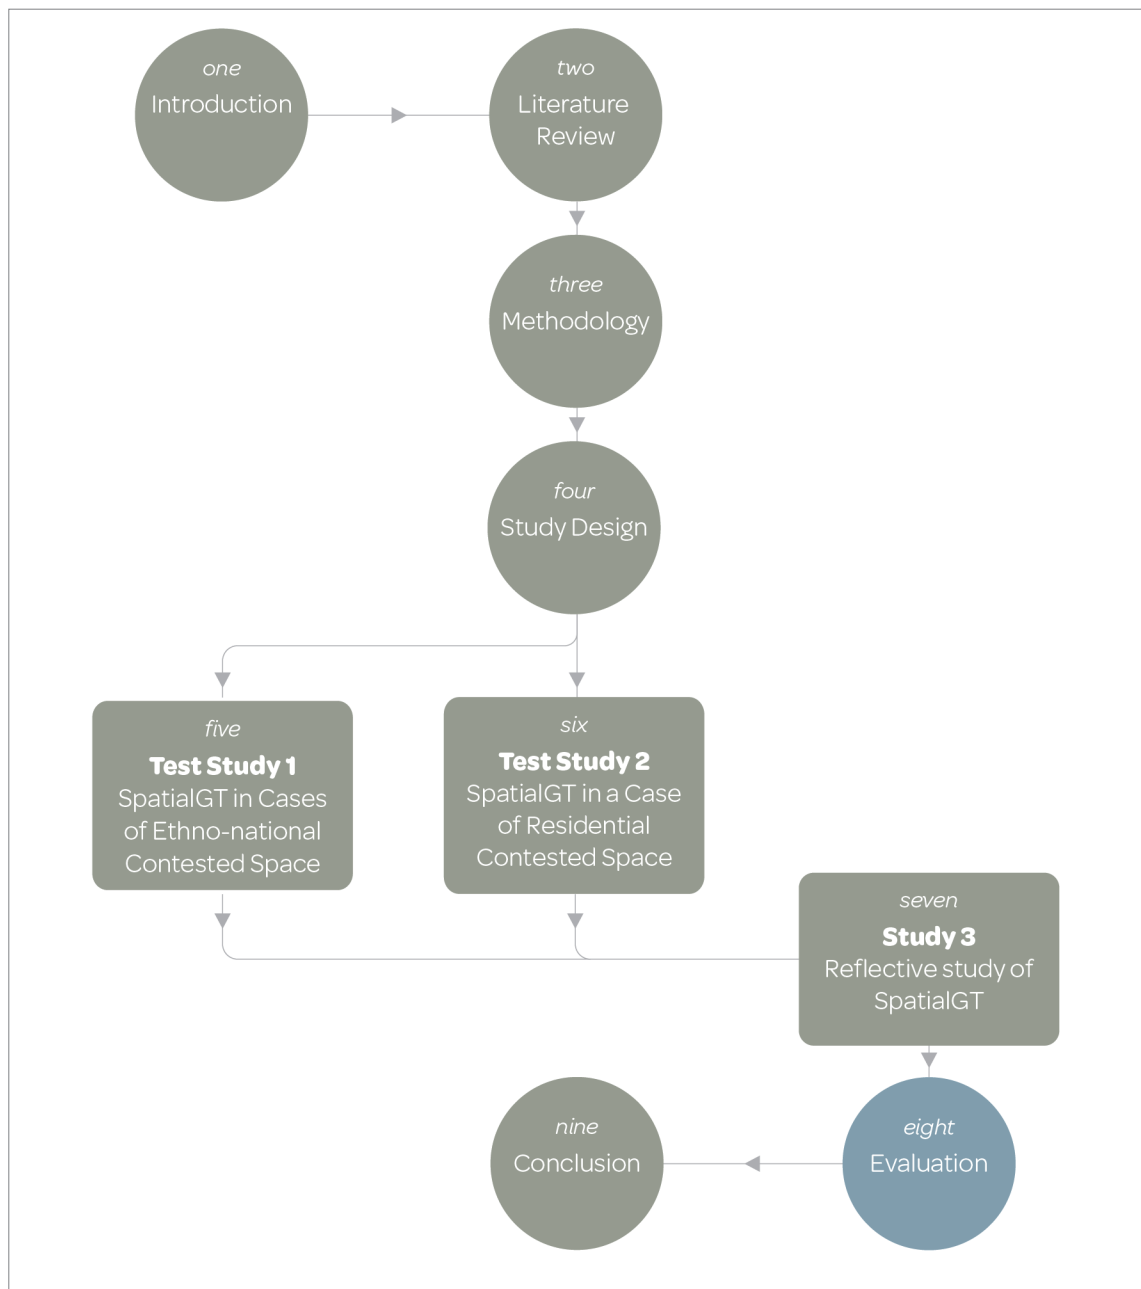 one
Introduction
two
Literature
Review
three
Methodology
four
Study Design
five
Test Study 1
SpatialGT in Cases
of Ethno-national
Contested Space
six
Test Study 2
SpatialGT in a Case
of Residential
Contested Space
seven
Study 3
Reflective study of
SpatialGT
eight
Evaluation
nine
Conclusion